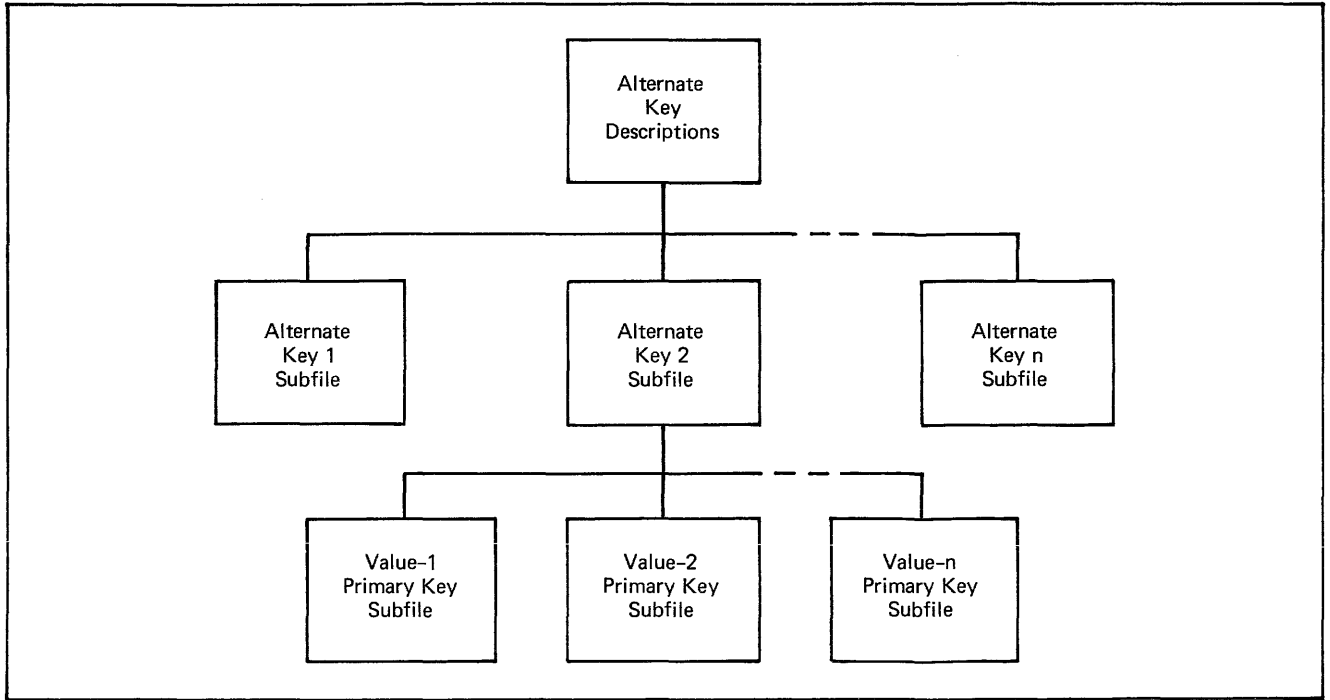 Alternate
Key
Descriptions
Alternate
Key 1
Subfile
Alternate
Key 2
Subfile
Alternate
Key n
Subfile
Value-1
Primary Key
Subfile
Value-2
Primary Key
Subfile
Value-n
Primary Key
Subfile